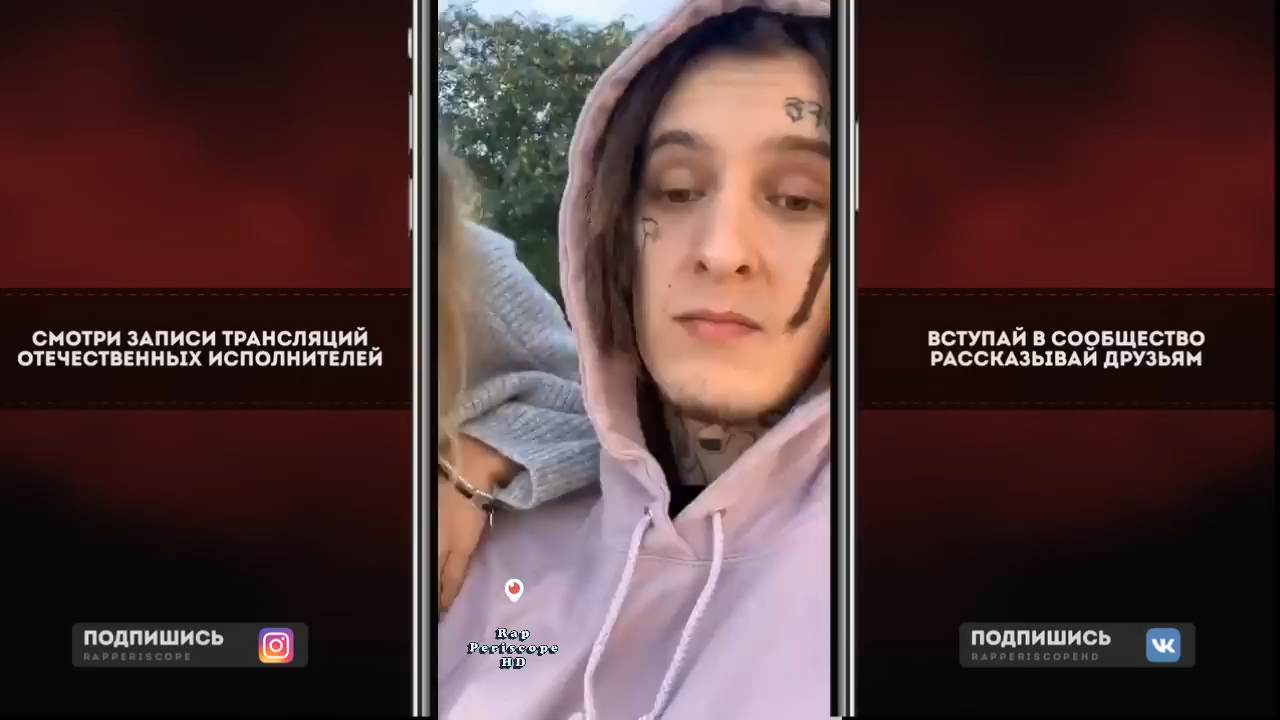 СМОТРИ ЗАПИСИ ТРАНСЛЯЦИЙ
ОТЕЧЕСТВЕННЫХ ИСПОЛНИТЕЛЕЙ
ВСТУПАЙ В СООБЩЕСТВО
РАССКАЗЫВАЙ ДРУЗЬЯМ
Rap
Periscope
HD
ПОДПИШИСЬ
RAPPERISCOPE
ПОДПИШИСЬ
RAPPERISCOPEHD